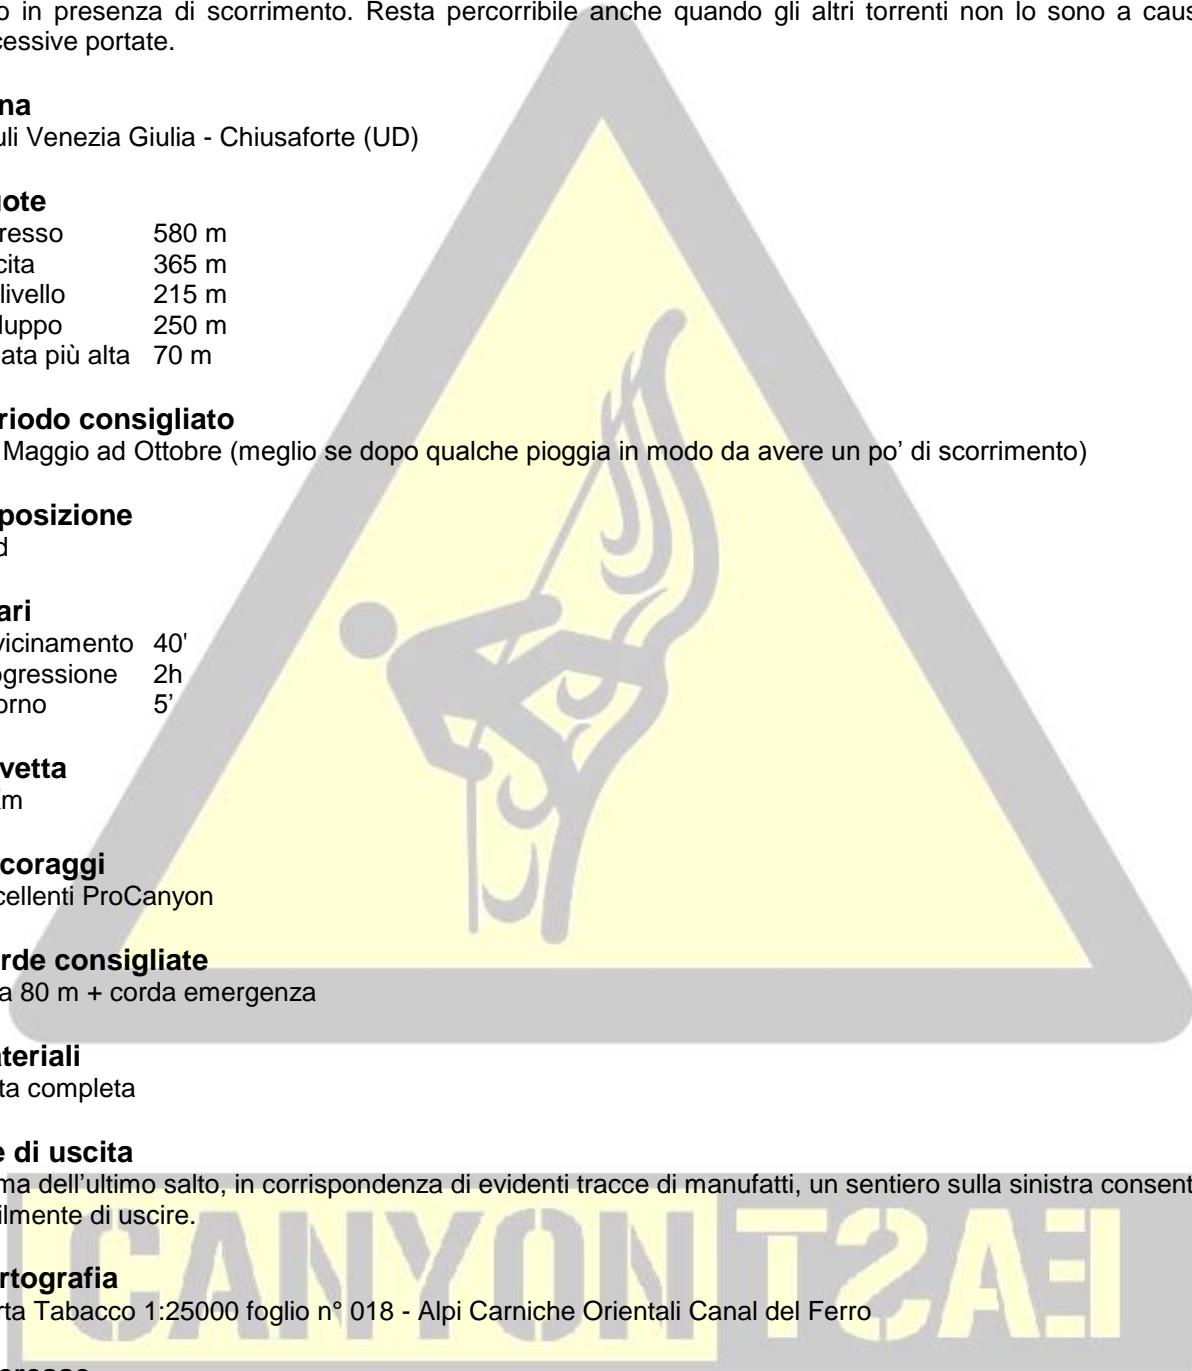 o in presenza di scorrimento. Resta percorribile anche quando gli altri torrenti non lo sono a caus
cessive portate.
na
uli Venezia Giulia - Chiusaforte (UD)
uote
resso 580 m
cita 365 m
livello 215 m
luppo 250 m
ata più alta 70 m
riodo consigliato
Maggio ad Ottobre (meglio se dopo qualche pioggia in modo da avere un po’ di scorrimento)
posizione
d
ari
vicinamento 40'
ogressione 2h
orno 5’
vetta
m
coraggi
cellenti ProCanyon
rde consigliate
a 80 m + corda emergenza
ateriali
ta completa
e di uscita
ma dell’ultimo salto, in corrispondenza di evidenti tracce di manufatti, un sentiero sulla sinistra consent
ilmente di uscire.
rtografia
rta Tabacco 1:25000 foglio n° 018 - Alpi Carniche Orientali Canal del Ferro
CANYON EAST